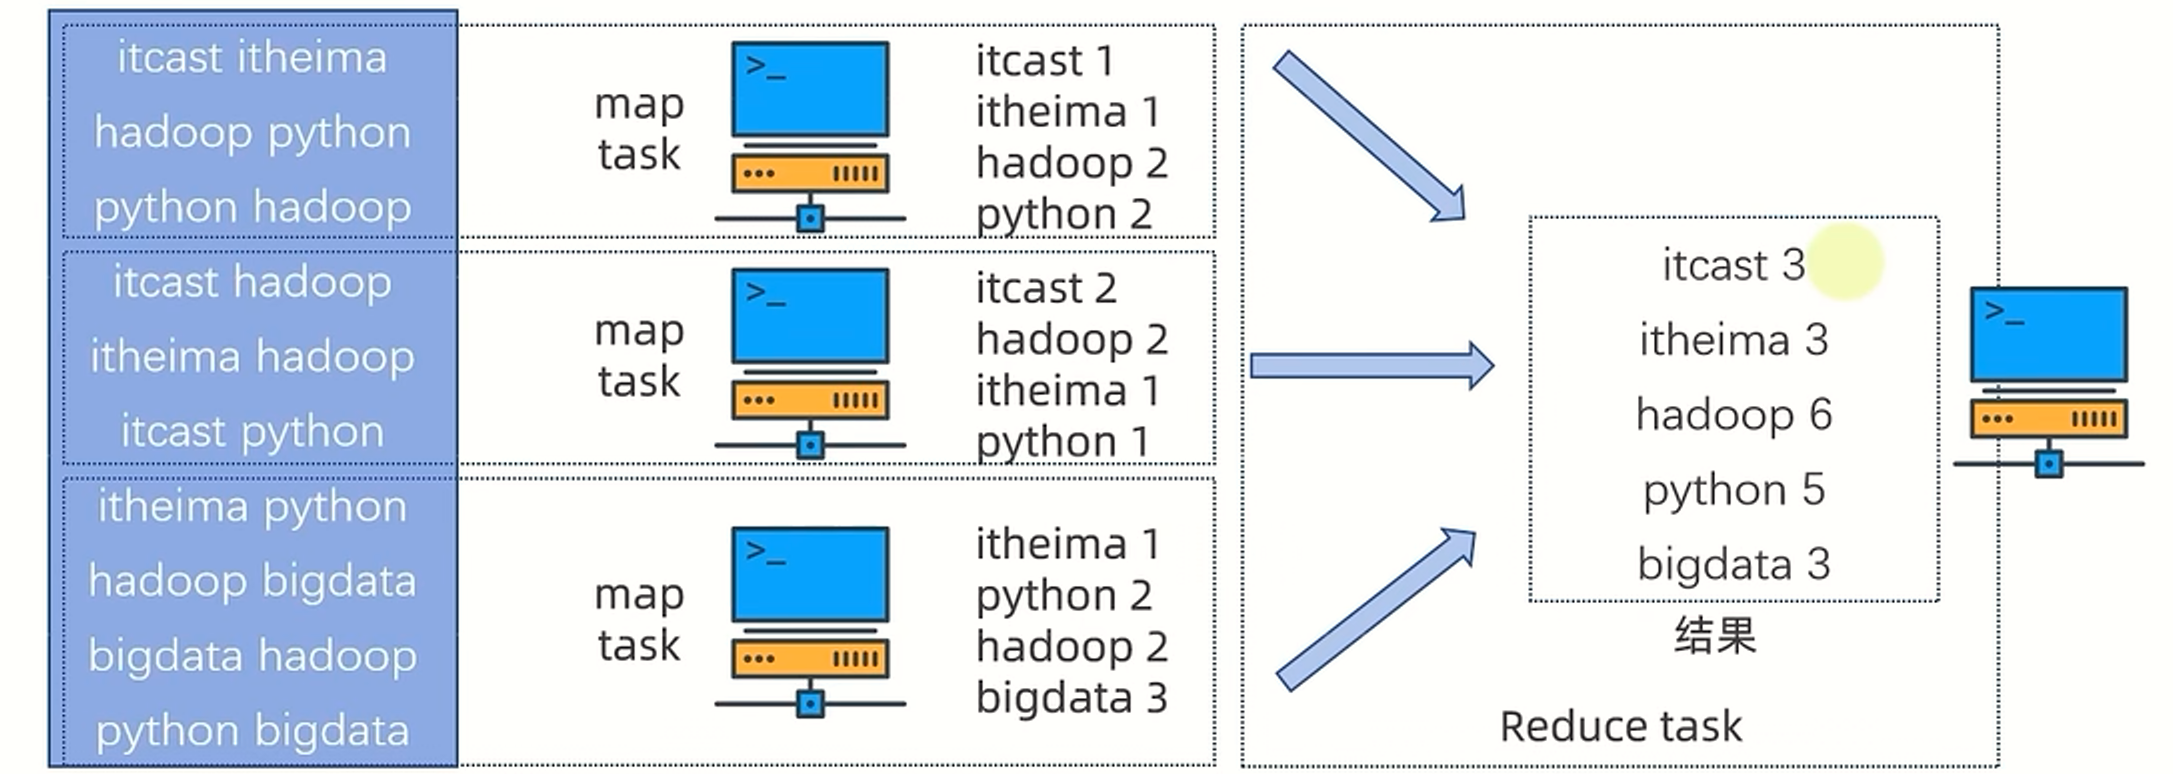 itcast itheima
hadoop python
python hadoop
itcast hadoop
itheima hadoop
itcast python
itheima python
hadoop bigdata
bigdata hadoop
python bigdata
map
task
>_
itcast 1
itheima 1
hadoop 2
python 2
map
task
>_
itcast 2
hadoop 2
itheima 1
python 1
map
task
>_
itheima 1
python 2
hadoop 2
bigdata 3
itcast 3
itheima 3
hadoop 6
python 5
bigdata 3
结果
Reduce task
>_